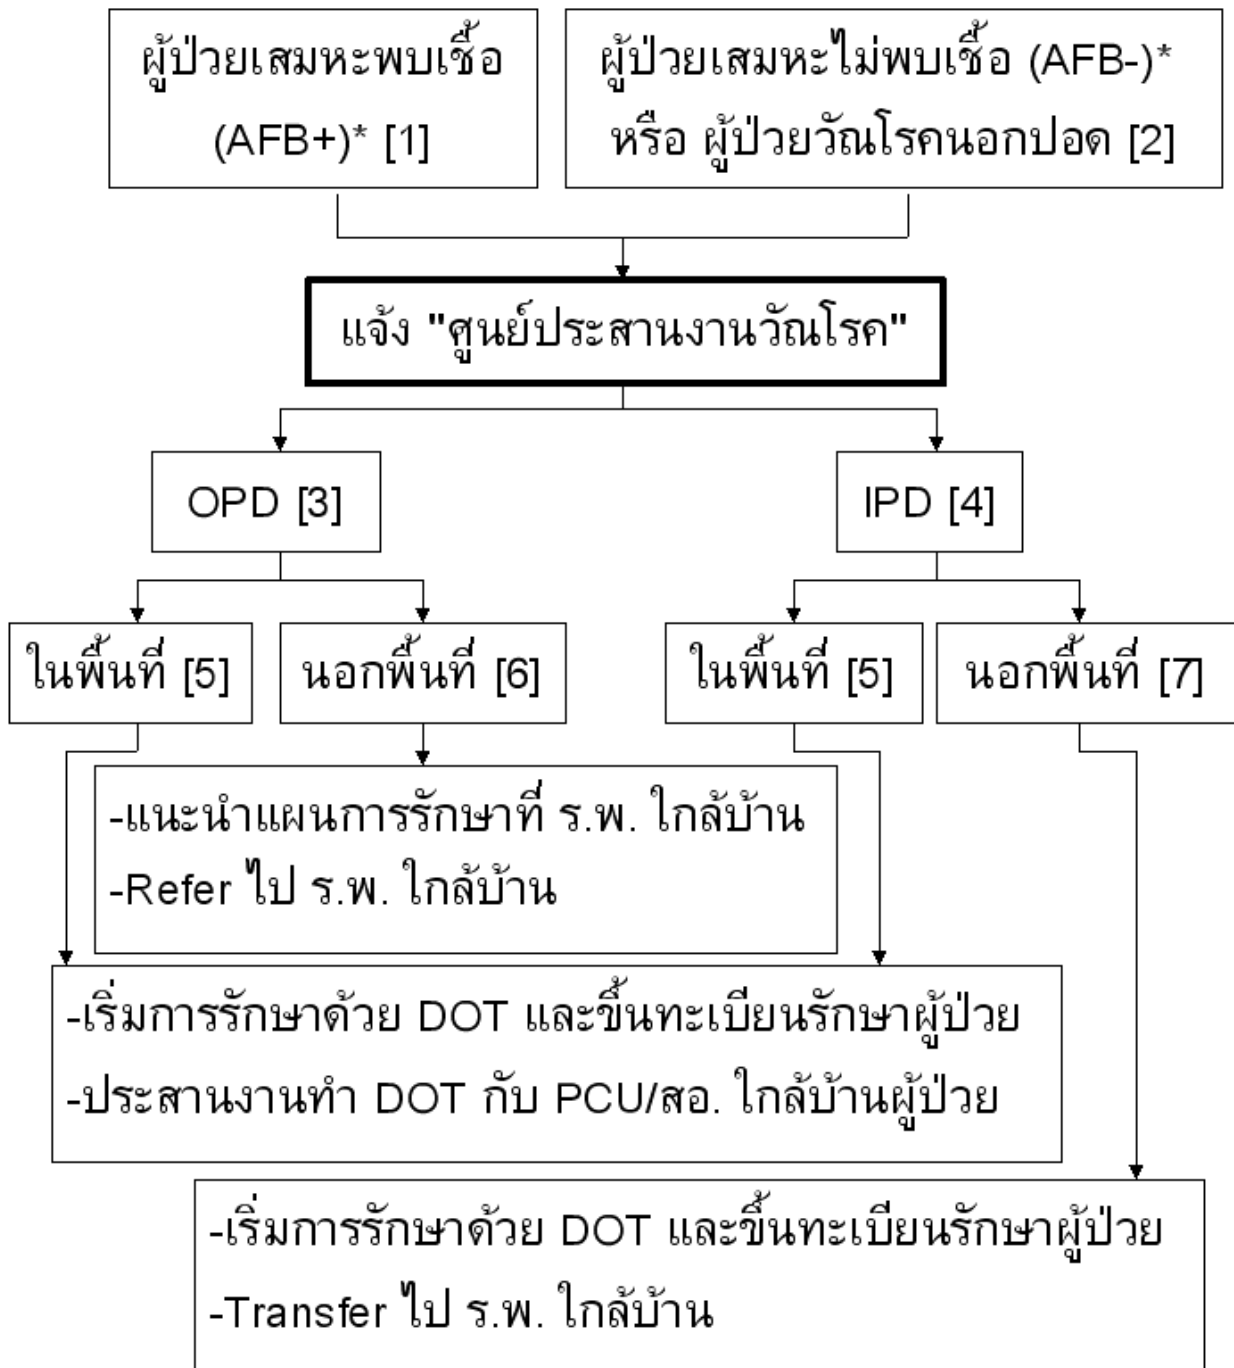 ผู้ป่วยเสมหะพบเชื้อ
(AFB+)* [1]
ผู้ป่วยเสมหะไม่พบเชื้อ (AFB-)*
หรือ ผู้ป่วยวัณโรคนอกปอด [2]
แจ้ง "ศูนย์ประสานงานวัณโรค"
OPD [3]
IPD [4]
ในพื้นที่ [5]
นอกพื้นที่ [6]
ในพื้นที่ [5]
นอกพื้นที่ [7]
-แนะนำแผนการรักษาที่ ร.พ. ใกล้บ้าน
-Refer ไป ร.พ. ใกล้บ้าน
-เริ่มการรักษาด้วย DOT และขึ้นทะเบียนรักษาผู้ป่วย
-ประสานงานทำ DOT กับ PCU/สอ. ใกล้บ้านผู้ป่วย
-เริ่มการรักษาด้วย DOT และขึ้นทะเบียนรักษาผู้ป่วย
-Transfer ไป ร.พ. ใกล้บ้าน